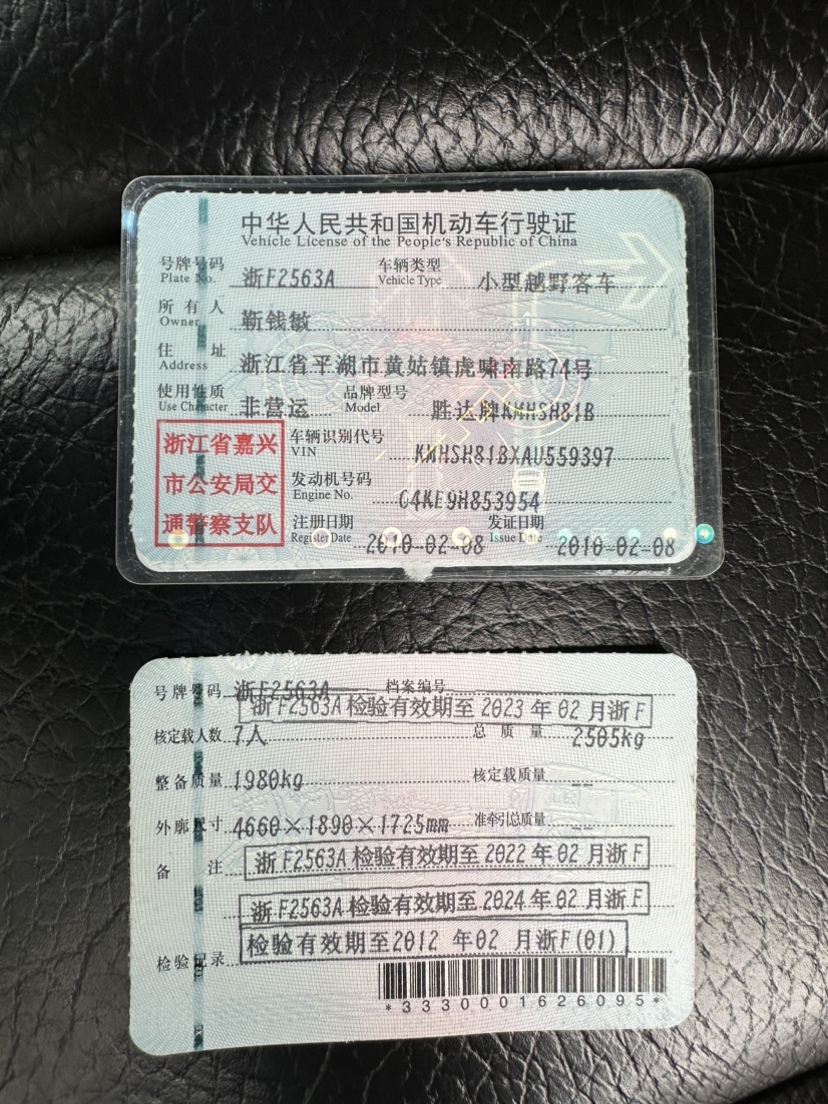 中华人民共和国机动车行驶证
Vehicle License of the People's Republic of China
号牌号码 浙F2563A 车辆类型 小型越野客车
Plate No. Vehicle Type
所有人 靳钱敏
Owner
住址 浙江省平湖市黄姑镇虎啸南路74号
Address
使用性质 非营运 品牌型号 胜达牌KMHSH81B
Use Character Model
浙江省嘉兴
市公安局交
通警察支队
车辆识别代号 KMHSH81BXAU559397
VIN
发动机号码 C4KE9H853954
Engine No.
注册日期 2010-02-08 发证日期 2010-02-08
Register Date Issue Date
号牌号码 浙F2563A 档案编号
浙F2563A检验有效期至2023年02月浙F
核定载人数 7人 总质量 2505kg
整备质量 1980kg 核定载质量 --
外廓尺寸 4660×1890×1725mm 准牵引总质量 --
备注 浙F2563A检验有效期至2022年02月浙F
浙F2563A检验有效期至2024年02月浙F
检验有效期至2012年02月浙F(01)
检验记录
*3330001626095*